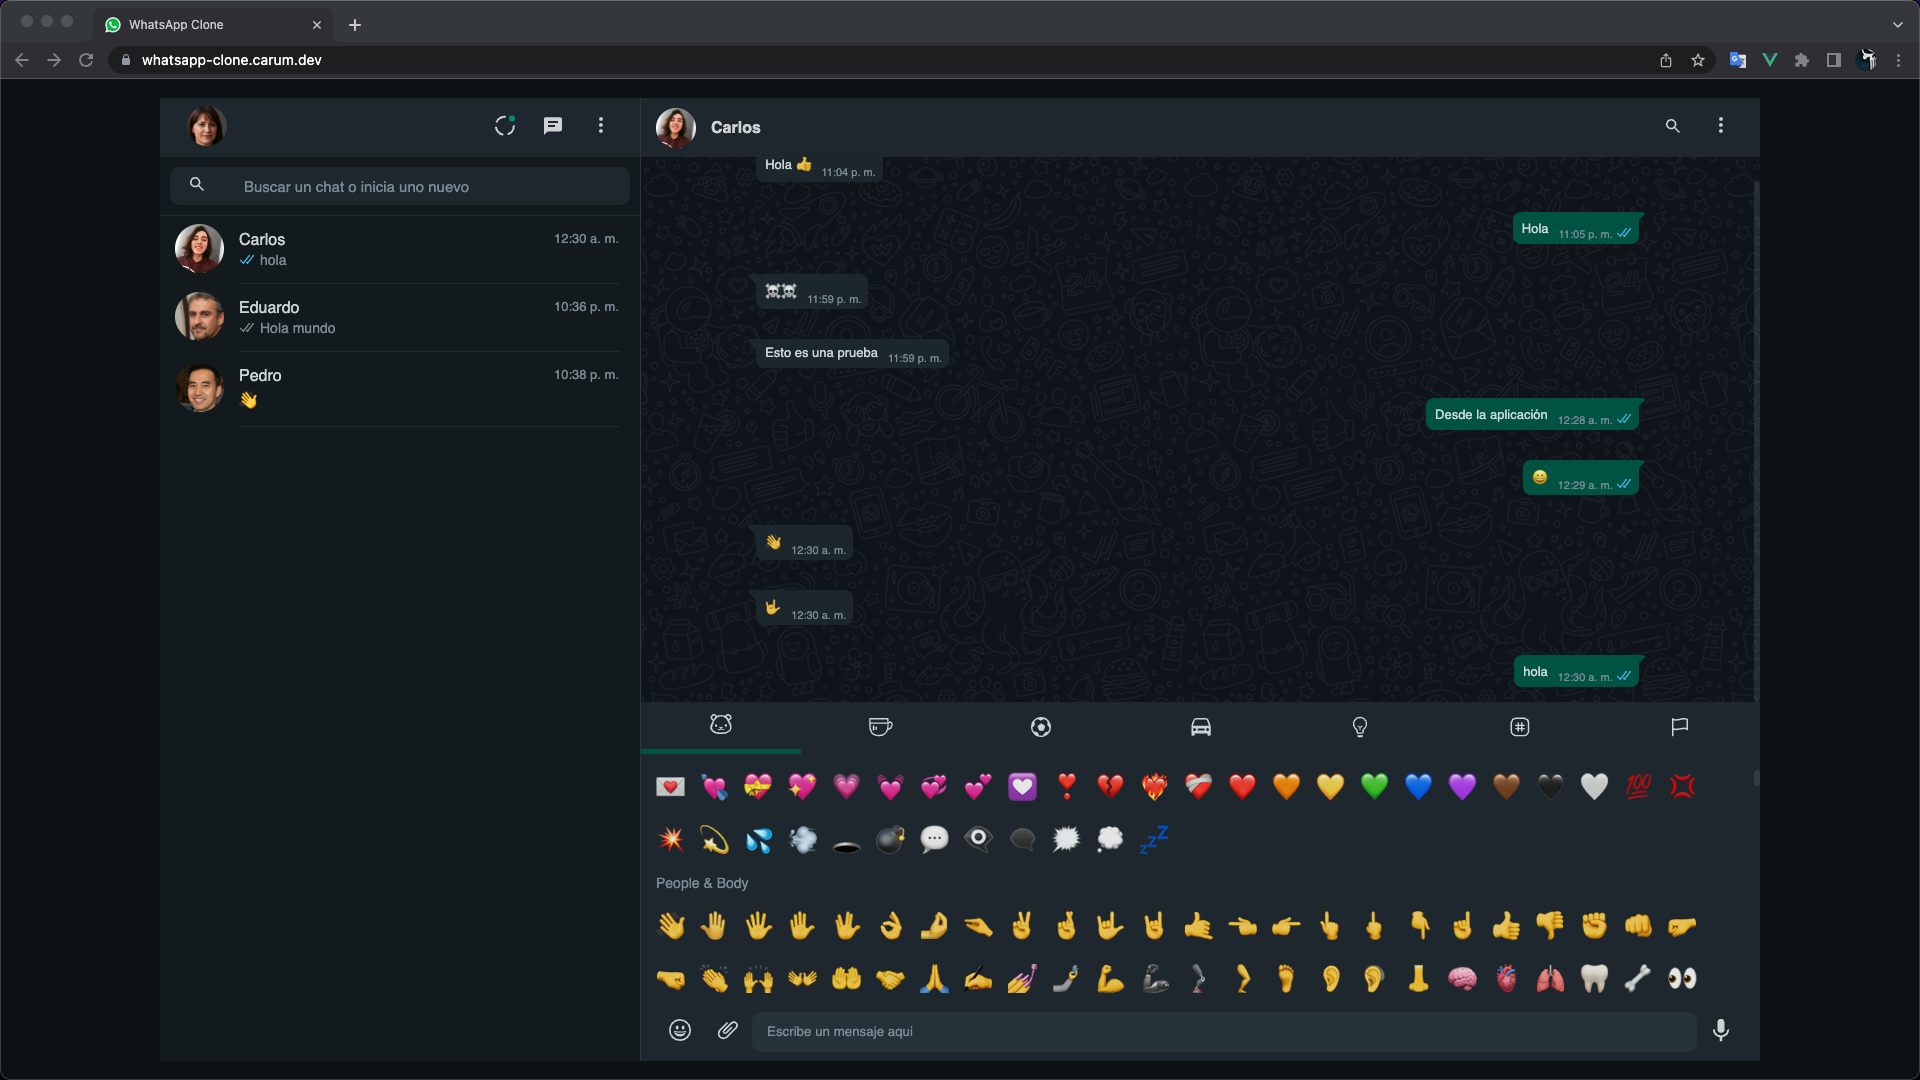 WhatsApp Clone
whatsapp-clone.carum.dev
Carlos
Buscar un chat o inicia uno nuevo
Carlos 12:30 a. m.
hola
Eduardo 10:36 p. m.
Hola mundo
Pedro 10:38 p. m.
👋
Hola 👍 11:04 p. m.
Hola 11:05 p. m.
☠️☠️ 11:59 p. m.
Esto es una prueba 11:59 p. m.
Desde la aplicación 12:28 a. m.
😄 12:29 a. m.
👋 12:30 a. m.
🤟 12:30 a. m.
hola 12:30 a. m.
People & Body
Escribe un mensaje aqui